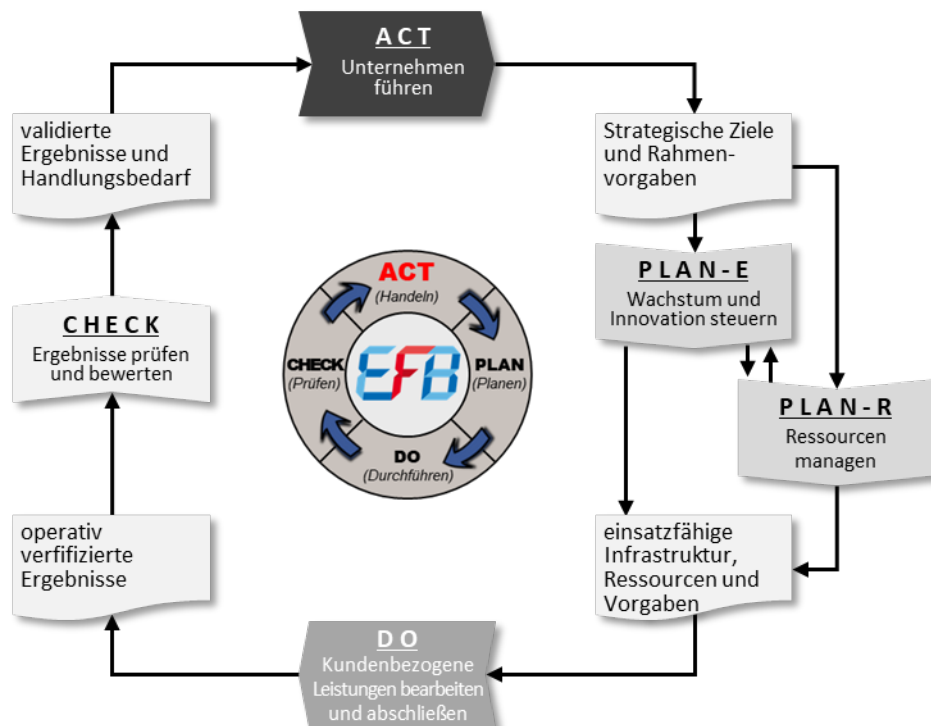 A C T
Unternehmen
führen
validierte
Ergebnisse und
Handlungsbedarf
Strategische Ziele
und Rahmen-
vorgaben
P L A N - E
Wachstum und
Innovation steuern
ACT
(Handeln)
CHECK
(Prüfen)
EFB
PLAN
(Planen)
DO
(Durchführen)
C H E C K
Ergebnisse prüfen
und bewerten
P L A N - R
Ressourcen
managen
operativ
verfifizierte
Ergebnisse
einsatzfähige
Infrastruktur,
Ressourcen und
Vorgaben
D O
Kundenbezogene
Leistungen bearbeiten
und abschließen